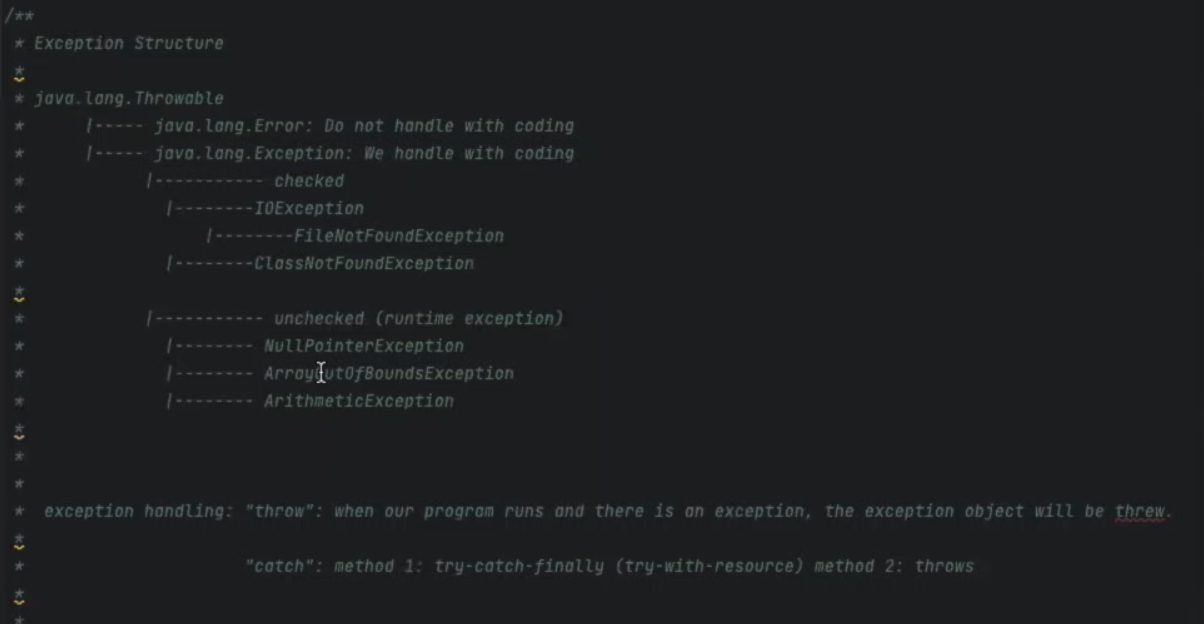 /**
* Exception Structure
*
* java.lang.Throwable
* |----- java.lang.Error: Do not handle with coding
* |----- java.lang.Exception: We handle with coding
* |----------- checked
* |--------IOException
* |--------FileNotFoundException
* |--------ClassNotFoundException
*
* |----------- unchecked (runtime exception)
* |-------- NullPointerException
* |-------- ArrayOutOfBoundsException
* |-------- ArithmeticException
*
*
*
* exception handling: "throw": when our program runs and there is an exception, the exception object will be threw.
*
* "catch": method 1: try-catch-finally (try-with-resource) method 2: throws
*
*